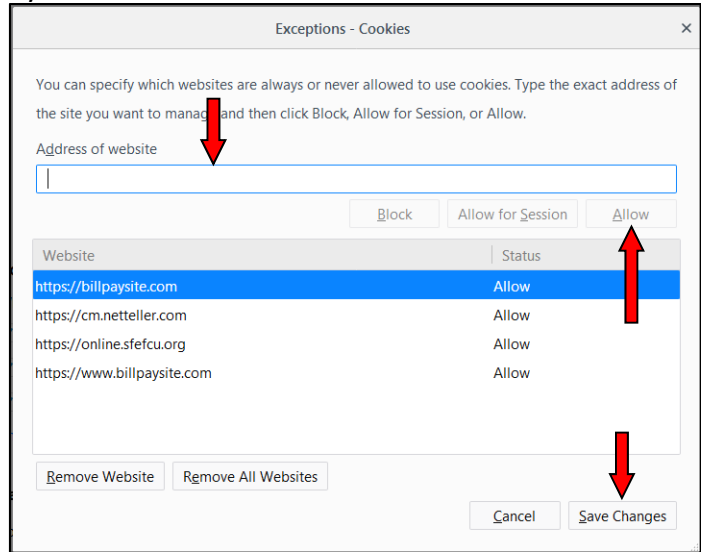 Exceptions - Cookies
You can specify which websites are always or never allowed to use cookies. Type the exact address of
the site you want to manage and then click Block, Allow for Session, or Allow.
Address of website
Block Allow for Session Allow
Website Status
https://billpaysite.com Allow
https://cm.netteller.com Allow
https://online.sfefcu.org Allow
https://www.billpaysite.com Allow
Remove Website Remove All Websites
Cancel Save Changes